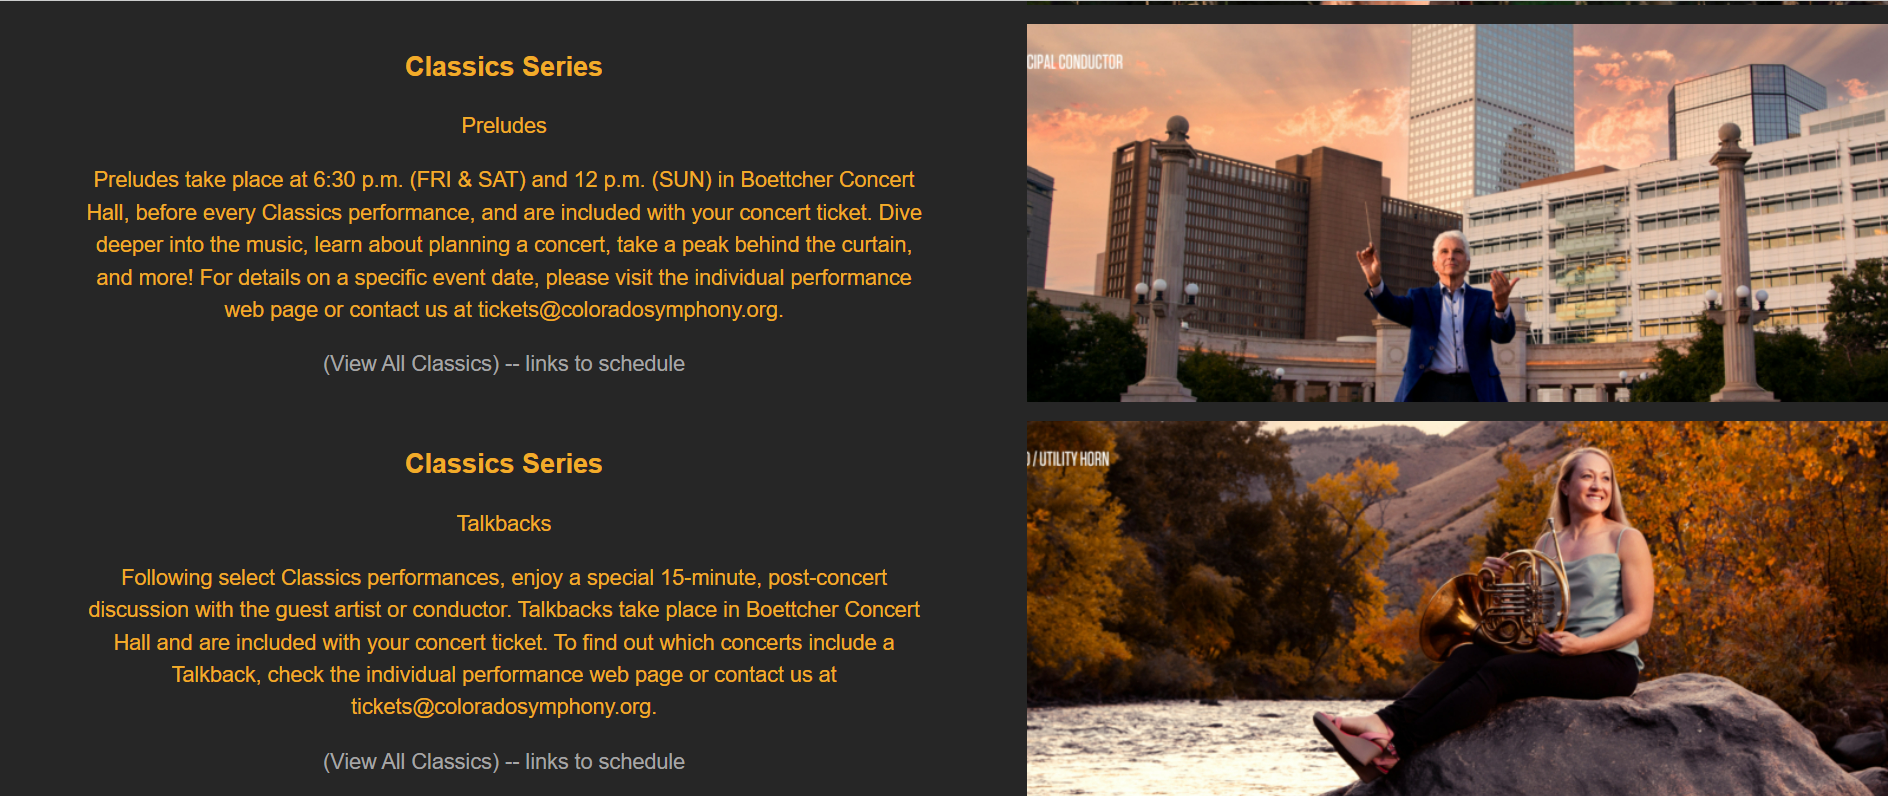 Classics Series
Preludes
Preludes take place at 6:30 p.m. (FRI & SAT) and 12 p.m. (SUN) in Boettcher Concert
Hall, before every Classics performance, and are included with your concert ticket. Dive
deeper into the music, learn about planning a concert, take a peak behind the curtain,
and more! For details on a specific event date, please visit the individual performance
web page or contact us at tickets@coloradosymphony.org.
(View All Classics) -- links to schedule
CIPAL CONDUCTOR
Classics Series
Talkbacks
Following select Classics performances, enjoy a special 15-minute, post-concert
discussion with the guest artist or conductor. Talkbacks take place in Boettcher Concert
Hall and are included with your concert ticket. To find out which concerts include a
Talkback, check the individual performance web page or contact us at
tickets@coloradosymphony.org.
(View All Classics) -- links to schedule
/ UTILITY HORN